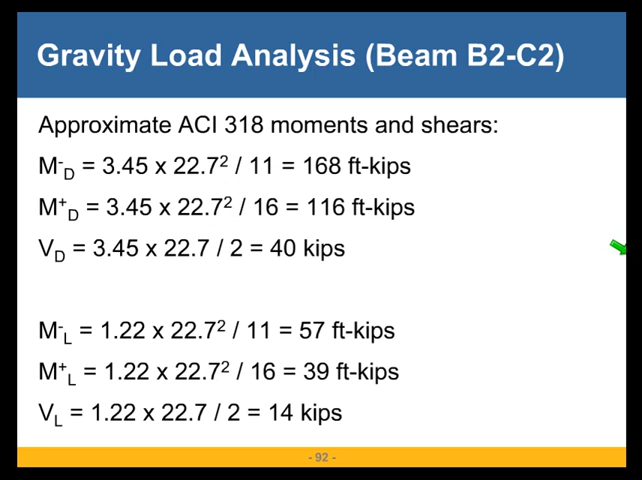 Gravity Load Analysis (Beam B2-C2)
Approximate ACI 318 moments and shears:
M⁻D = 3.45 x 22.7² / 11 = 168 ft-kips
M⁺D = 3.45 x 22.7² / 16 = 116 ft-kips
VD = 3.45 x 22.7 / 2 = 40 kips
M⁻L = 1.22 x 22.7² / 11 = 57 ft-kips
M⁺L = 1.22 x 22.7² / 16 = 39 ft-kips
VL = 1.22 x 22.7 / 2 = 14 kips
- 92 -